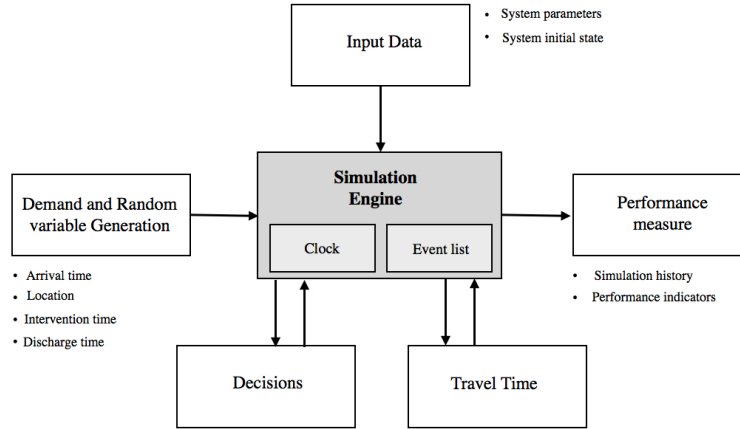 Input Data
• System parameters
• System initial state
Simulation
Engine
Clock
Event list
Demand and Random
variable Generation
• Arrival time
• Location
• Intervention time
• Discharge time
Performance
measure
• Simulation history
• Performance indicators
Decisions
Travel Time